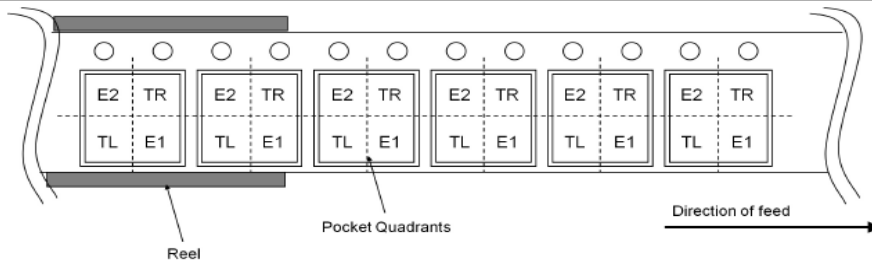 E2 TR E2 TR E2 TR E2 TR E2 TR E2 TR
TL E1 TL E1 TL E1 TL E1 TL E1 TL E1
Direction of feed
Pocket Quadrants
Reel